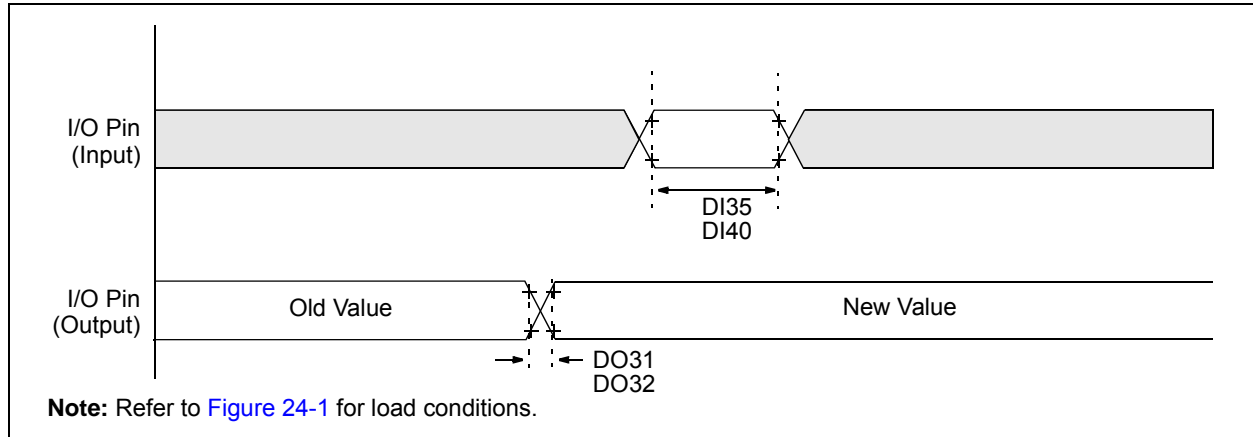 I/O Pin
(Input)
DI35
DI40
I/O Pin
(Output)
Old Value
New Value
DO31
DO32
Note: Refer to Figure 24-1 for load conditions.